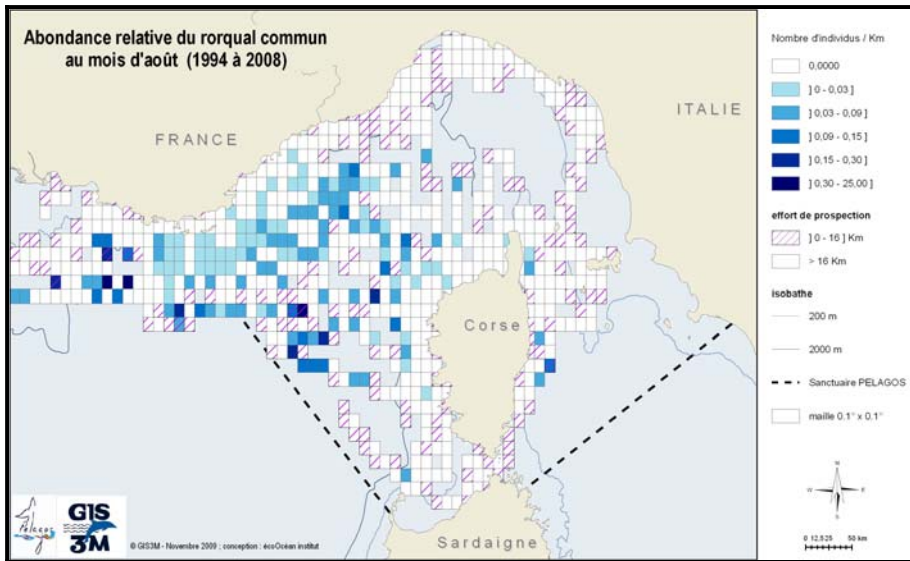 Abondance relative du rorqual commun
au mois d'août (1994 à 2008)
FRANCE
ITALIE
Corse
Sardaigne
Nombre d'individus / Km
0,0000
] 0 - 0,03 ]
] 0,03 - 0,09 ]
] 0,09 - 0,15 ]
] 0,15 - 0,30 ]
] 0,30 - 25,00 ]
effort de prospection
] 0 - 16 ] Km
> 16 Km
isobathe
200 m
2000 m
Sanctuaire PELAGOS
maille 0.1° x 0.1°
N
W E
S
0 12,525 50 km
Pelagos
GIS
3M
© GIS3M - Novembre 2009 ; conception : écoOcéan institut